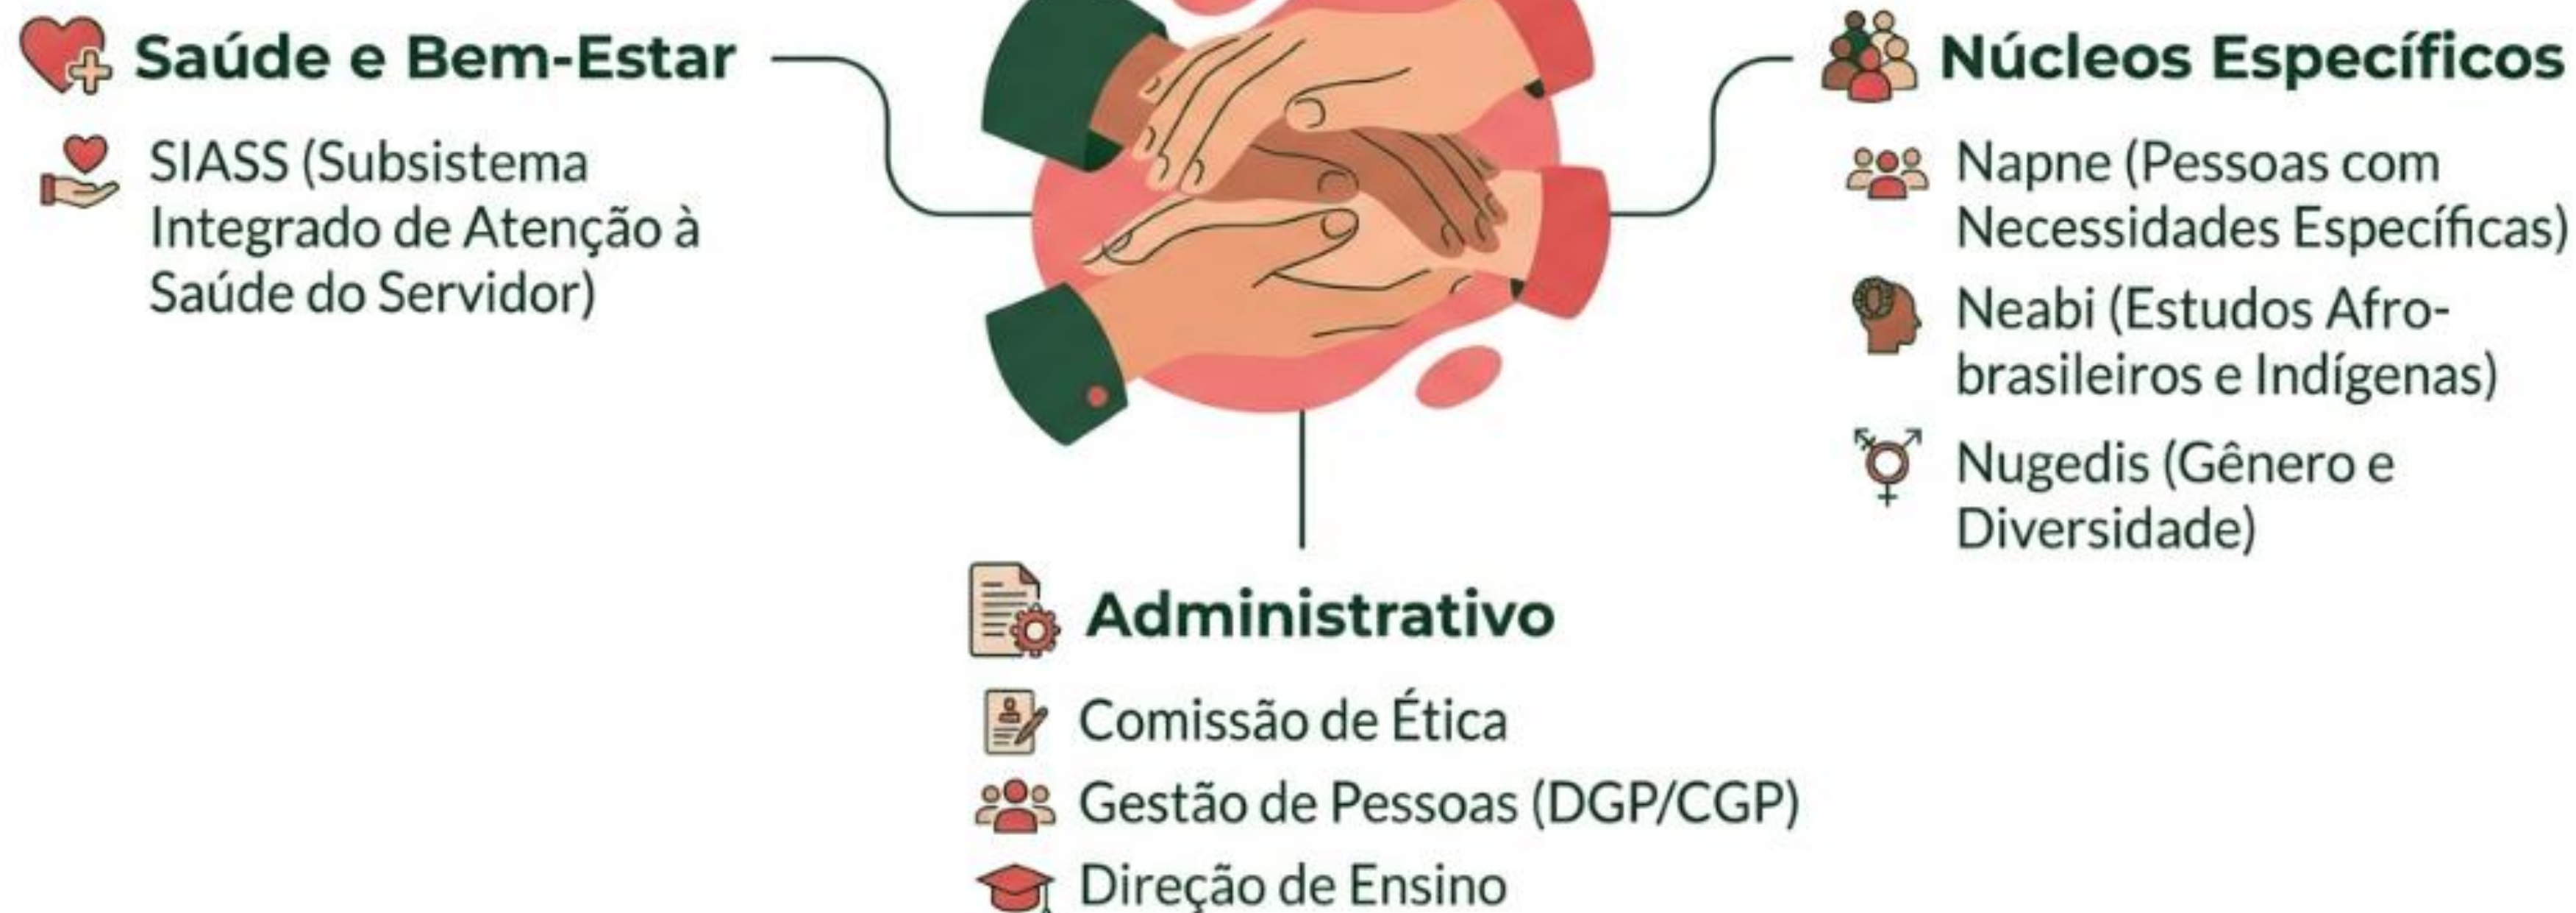 Saúde e Bem-Estar
SIASS (Subsistema
Integrado de Atenção à
Saúde do Servidor)
Núcleos Específicos
Napne (Pessoas com
Necessidades Específicas)
Neabi (Estudos Afro-
brasileiros e Indígenas)
Nugedis (Gênero e
Diversidade)
Administrativo
Comissão de Ética
Gestão de Pessoas (DGP/CGP)
Direção de Ensino